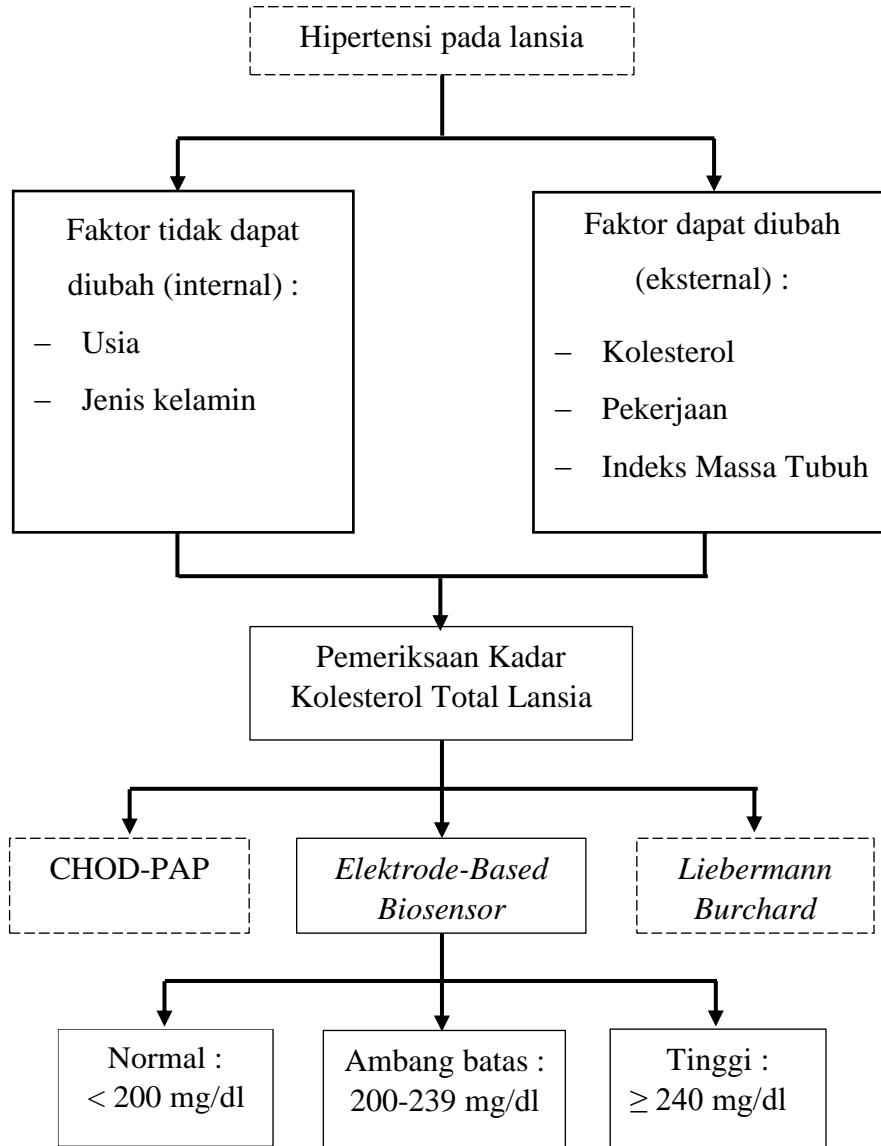 Hipertensi pada lansia
Faktor tidak dapat
diubah (internal) :
– Usia
– Jenis kelamin
Faktor dapat diubah
(eksternal) :
– Kolesterol
– Pekerjaan
– Indeks Massa Tubuh
Pemeriksaan Kadar
Kolesterol Total Lansia
CHOD-PAP
Elektrode-Based
Biosensor
Liebermann
Burchard
Normal :
< 200 mg/dl
Ambang batas :
200-239 mg/dl
Tinggi :
≥ 240 mg/dl